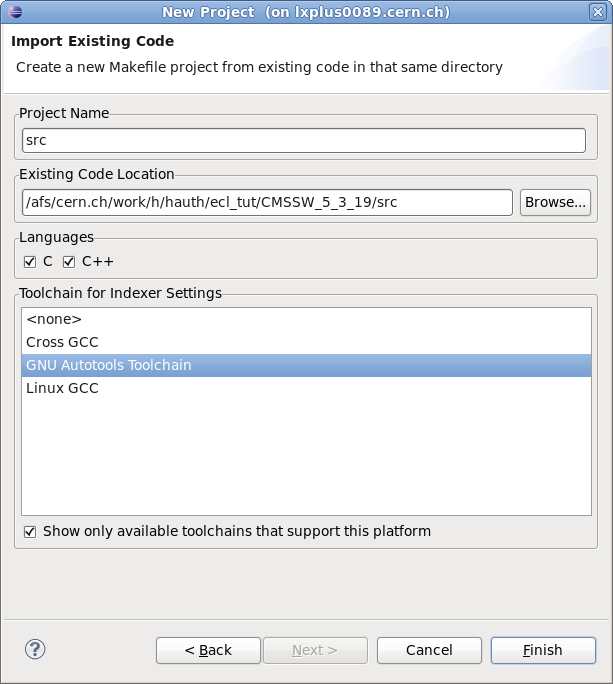 New Project  (on lxplus0089.cern.ch)
Import Existing Code
Create a new Makefile project from existing code in that same directory
Project Name
src
Existing Code Location
/afs/cern.ch/work/h/hauth/ecl_tut/CMSSW_5_3_19/src
Browse...
Languages
C C++
Toolchain for Indexer Settings
<none>
Cross GCC
GNU Autotools Toolchain
Linux GCC
Show only available toolchains that support this platform
? < Back Next > Cancel Finish